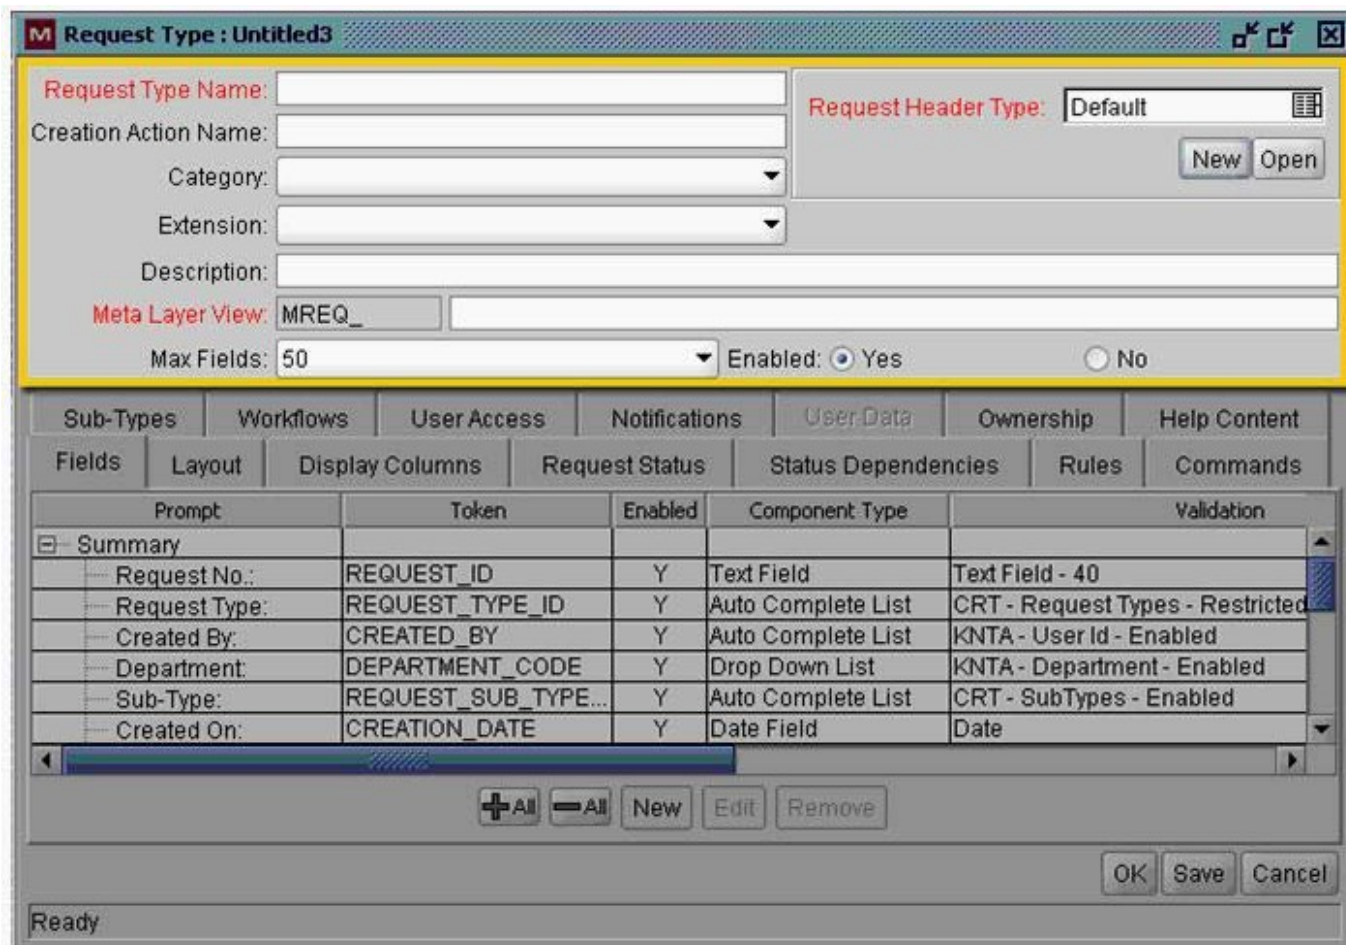 M Request Type : Untitled3
Request Type Name:
Request Header Type: Default
Creation Action Name:
New Open
Category:
Extension:
Description:
Meta Layer View: MREQ_
Max Fields: 50 Enabled: Yes No
Sub-Types Workflows User Access Notifications User Data Ownership Help Content
Fields Layout Display Columns Request Status Status Dependencies Rules Commands
Prompt Token Enabled Component Type Validation
Summary
Request No.: REQUEST_ID Y Text Field Text Field - 40
Request Type: REQUEST_TYPE_ID Y Auto Complete List CRT - Request Types - Restricted
Created By: CREATED_BY Y Auto Complete List KNTA - User Id - Enabled
Department: DEPARTMENT_CODE Y Drop Down List KNTA - Department - Enabled
Sub-Type: REQUEST_SUB_TYPE... Y Auto Complete List CRT - SubTypes - Enabled
Created On: CREATION_DATE Y Date Field Date
All All New Edit Remove
OK Save Cancel
Ready